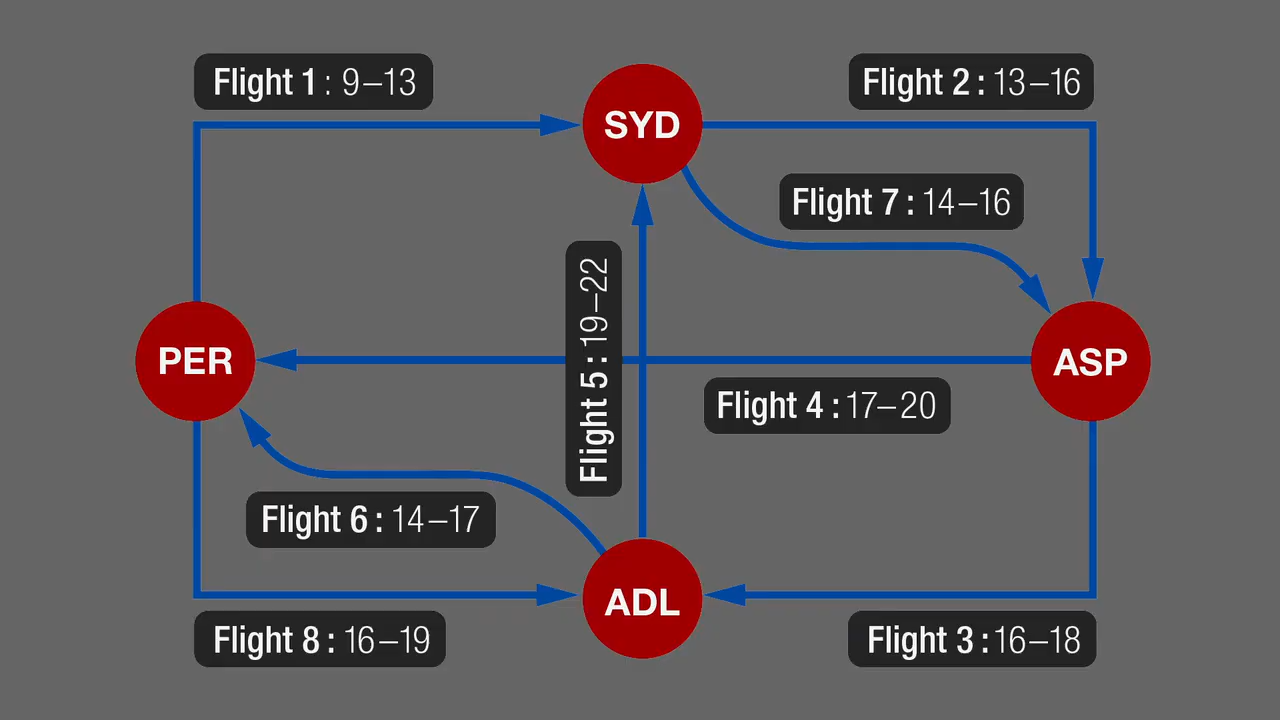 Flight 1 : 9–13
SYD
Flight 2 : 13–16
Flight 7 : 14–16
Flight 5 : 19–22
PER
ASP
Flight 4 : 17–20
Flight 6 : 14–17
ADL
Flight 8 : 16–19
Flight 3 : 16–18